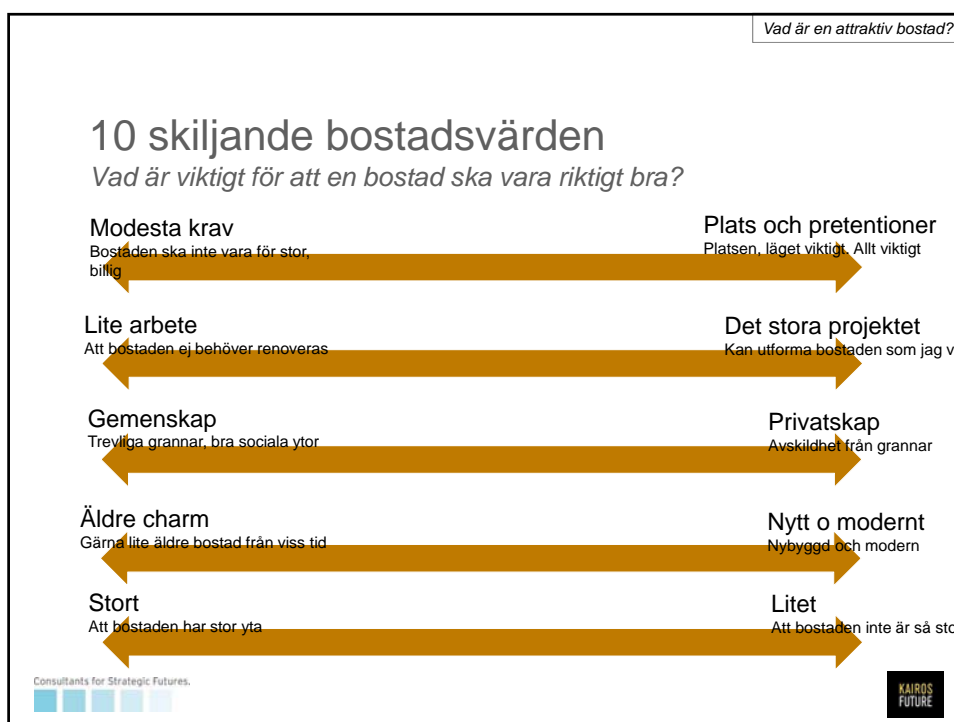 Vad är en attraktiv bostad?
10 skiljande bostadsvärden
Vad är viktigt för att en bostad ska vara riktigt bra?
Modesta krav
Bostaden ska inte vara för stor,
billig
Plats och pretentioner
Platsen, läget viktigt. Allt viktigt
Lite arbete
Att bostaden ej behöver renoveras
Det stora projektet
Kan utforma bostaden som jag v
Gemenskap
Trevliga grannar, bra sociala ytor
Privatskap
Avskildhet från grannar
Äldre charm
Gärna lite äldre bostad från viss tid
Nytt o modernt
Nybyggd och modern
Stort
Att bostaden har stor yta
Litet
Att bostaden inte är så sto
Consultants for Strategic Futures.
KAIROS
FUTURE